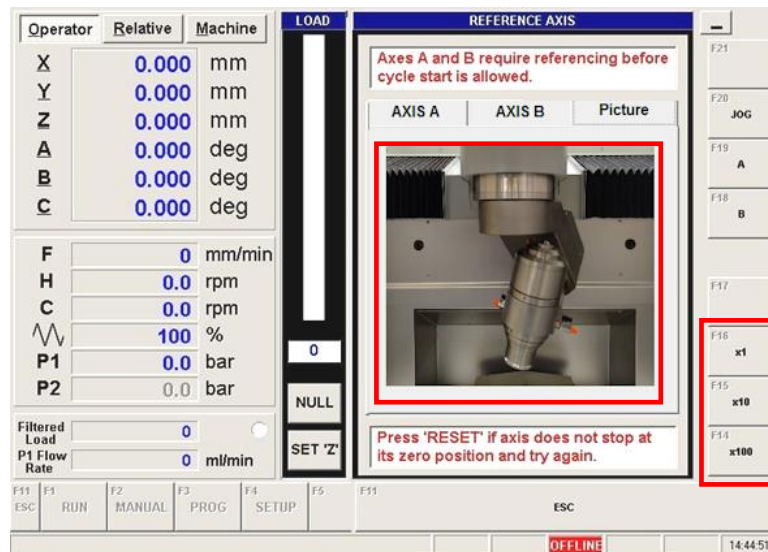 Operator Relative Machine
X 0.000 mm
Y 0.000 mm
Z 0.000 mm
A 0.000 deg
B 0.000 deg
C 0.000 deg
F 0 mm/min
H 0.0 rpm
C 0.0 rpm
100 %
P1 0.0 bar
P2 0.0 bar
Filtered
Load 0
P1 Flow
Rate 0 ml/min
LOAD
0
NULL
SET 'Z'
REFERENCE AXIS
Axes A and B require referencing before
cycle start is allowed.
AXIS A AXIS B Picture
Press 'RESET' if axis does not stop at
its zero position and try again.
F21
F20
JOG
F19
A
F18
B
F17
F16
x1
F15
x10
F14
x100
F11
ESC
F1
RUN
F2
MANUAL
F3
PROG
F4
SETUP
F5
F11
ESC
OFFLINE 14:44:51